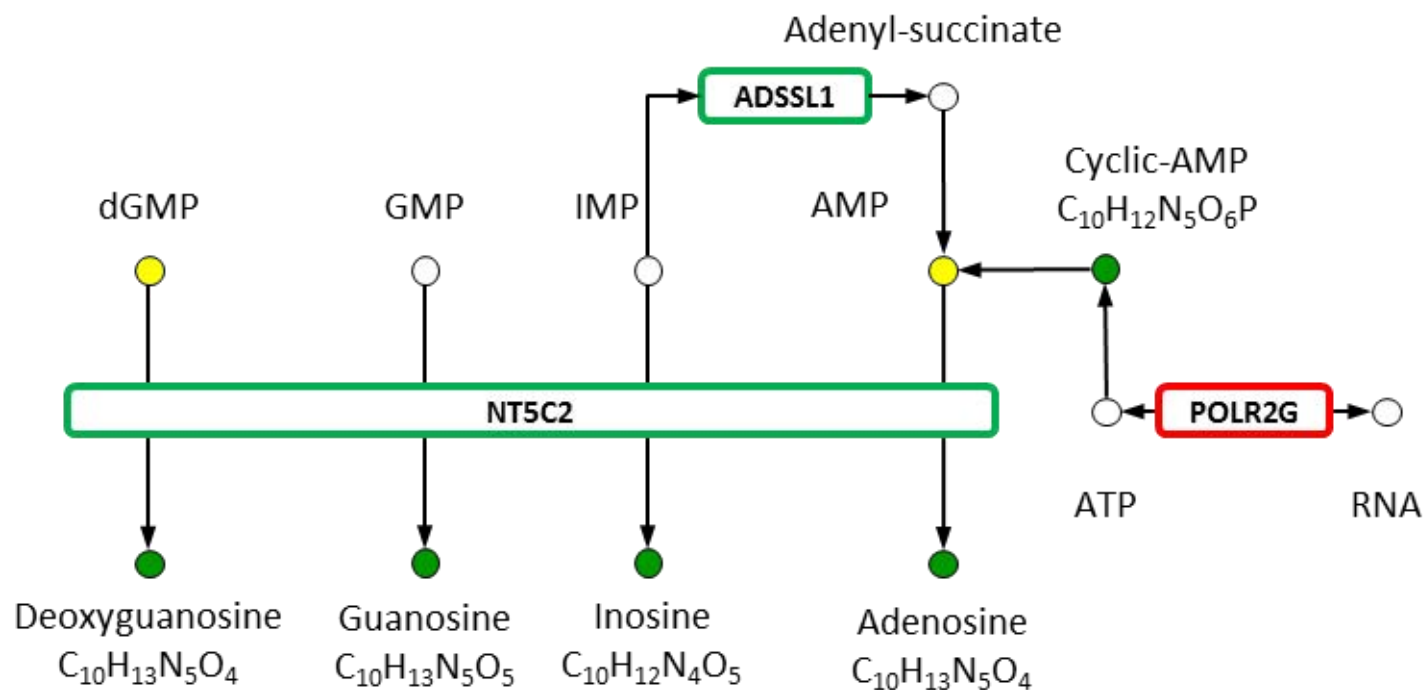 Adenyl-succinate
ADSSL1
Cyclic-AMP
C₁₀H₁₂N₅O₆P
dGMP
GMP
IMP
AMP
NT5C2
POLR2G
ATP
RNA
Deoxyguanosine
C₁₀H₁₃N₅O₄
Guanosine
C₁₀H₁₃N₅O₅
Inosine
C₁₀H₁₂N₄O₅
Adenosine
C₁₀H₁₃N₅O₄